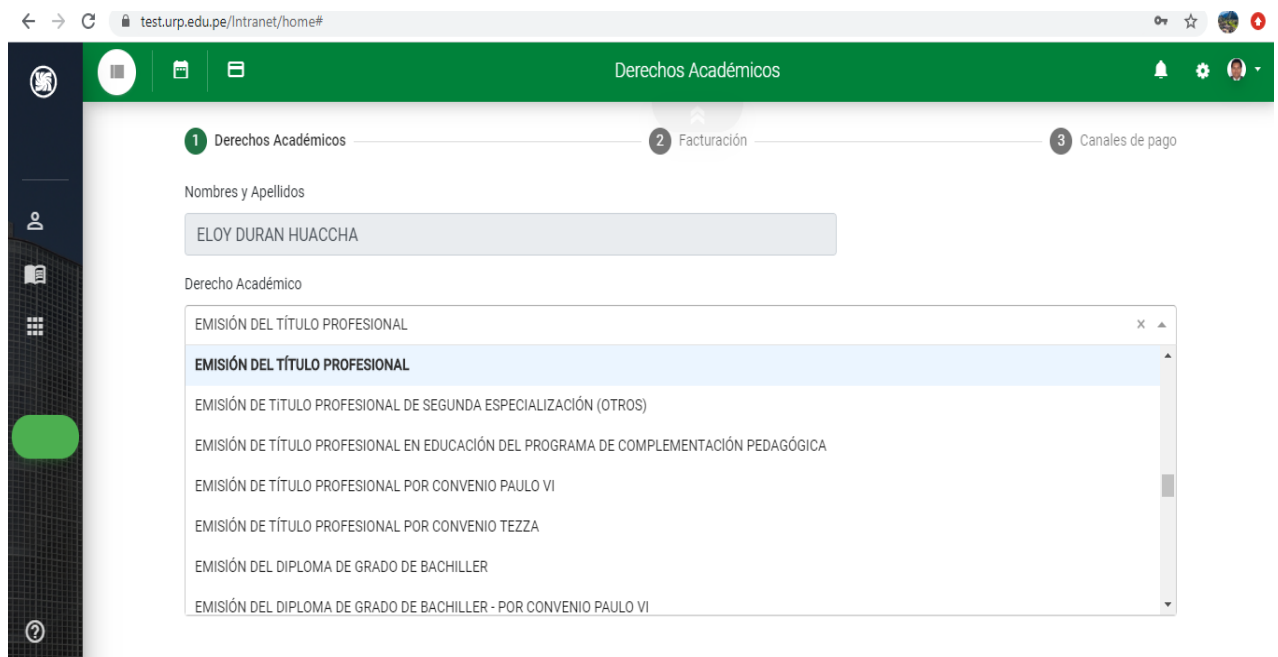 test.urp.edu.pe/Intranet/home#
Derechos Académicos
1 Derechos Académicos
2 Facturación
3 Canales de pago
Nombres y Apellidos
ELOY DURAN HUACCHA
Derecho Académico
EMISIÓN DEL TÍTULO PROFESIONAL
EMISIÓN DEL TÍTULO PROFESIONAL
EMISIÓN DE TíTULO PROFESIONAL DE SEGUNDA ESPECIALIZACIÓN (OTROS)
EMISIÓN DE TÍTULO PROFESIONAL EN EDUCACIÓN DEL PROGRAMA DE COMPLEMENTACIÓN PEDAGÓGICA
EMISIÓN DE TÍTULO PROFESIONAL POR CONVENIO PAULO VI
EMISIÓN DE TÍTULO PROFESIONAL POR CONVENIO TEZZA
EMISIÓN DEL DIPLOMA DE GRADO DE BACHILLER
EMISIÓN DEL DIPLOMA DE GRADO DE BACHILLER - POR CONVENIO PAULO VI